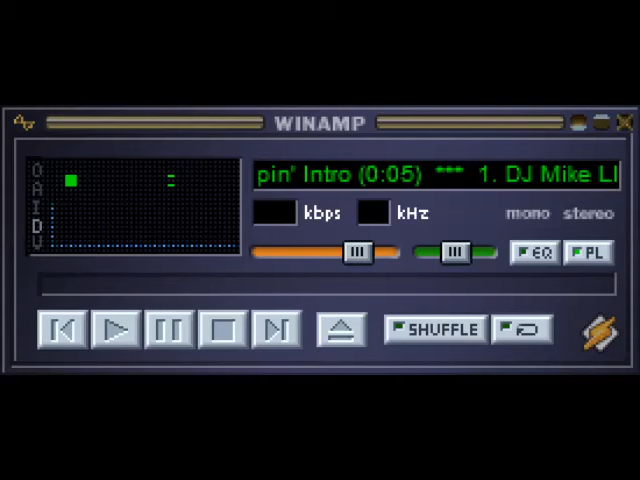 WINAMP
O
A
I
D
V
pin' Intro (0:05) *** 1. DJ Mike Ll
kbps kHz mono stereo
EQ PL
SHUFFLE